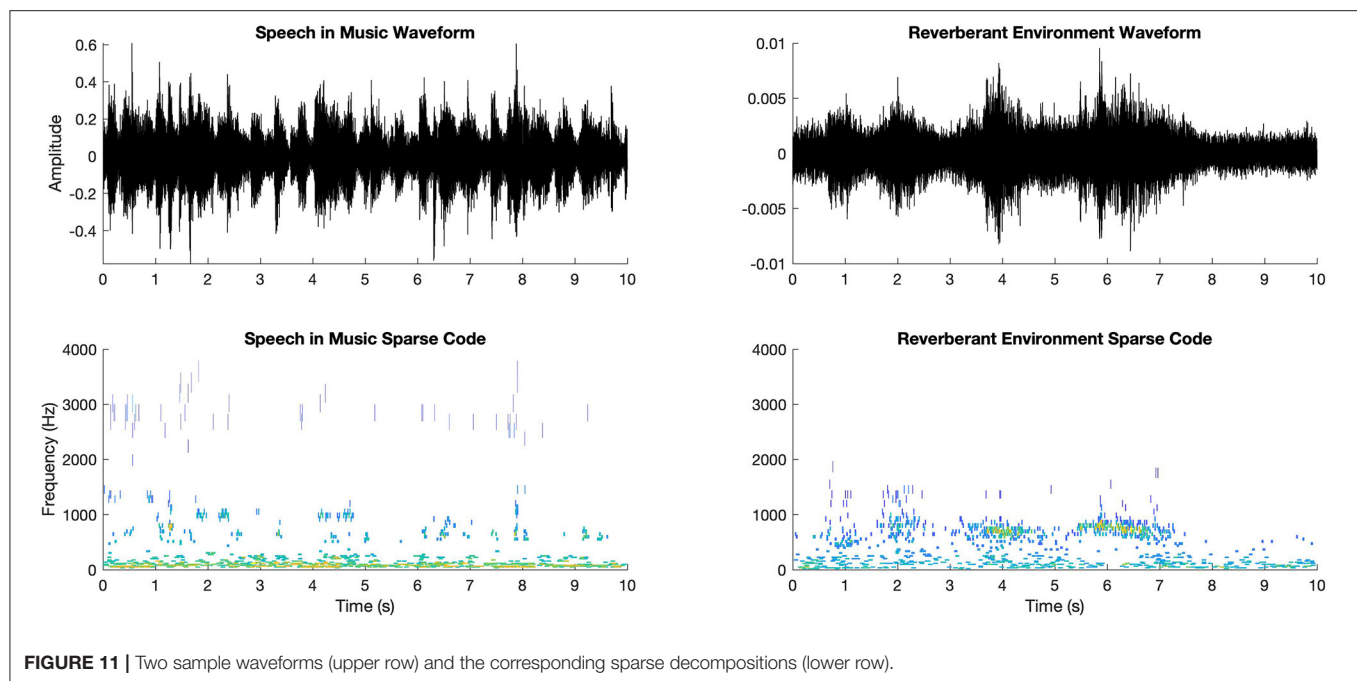 Speech in Music Waveform
0.6
0.4
0.2
0
-0.2
-0.4
Amplitude
0 1 2 3 4 5 6 7 8 9 10
Reverberant Environment Waveform
0.01
0.005
0
-0.005
-0.01
0 1 2 3 4 5 6 7 8 9 10
Speech in Music Sparse Code
4000
3000
2000
1000
0
Frequency (Hz)
0 1 2 3 4 5 6 7 8 9 10
Time (s)
Reverberant Environment Sparse Code
4000
3000
2000
1000
0
0 1 2 3 4 5 6 7 8 9 10
Time (s)
FIGURE 11 | Two sample waveforms (upper row) and the corresponding sparse decompositions (lower row).